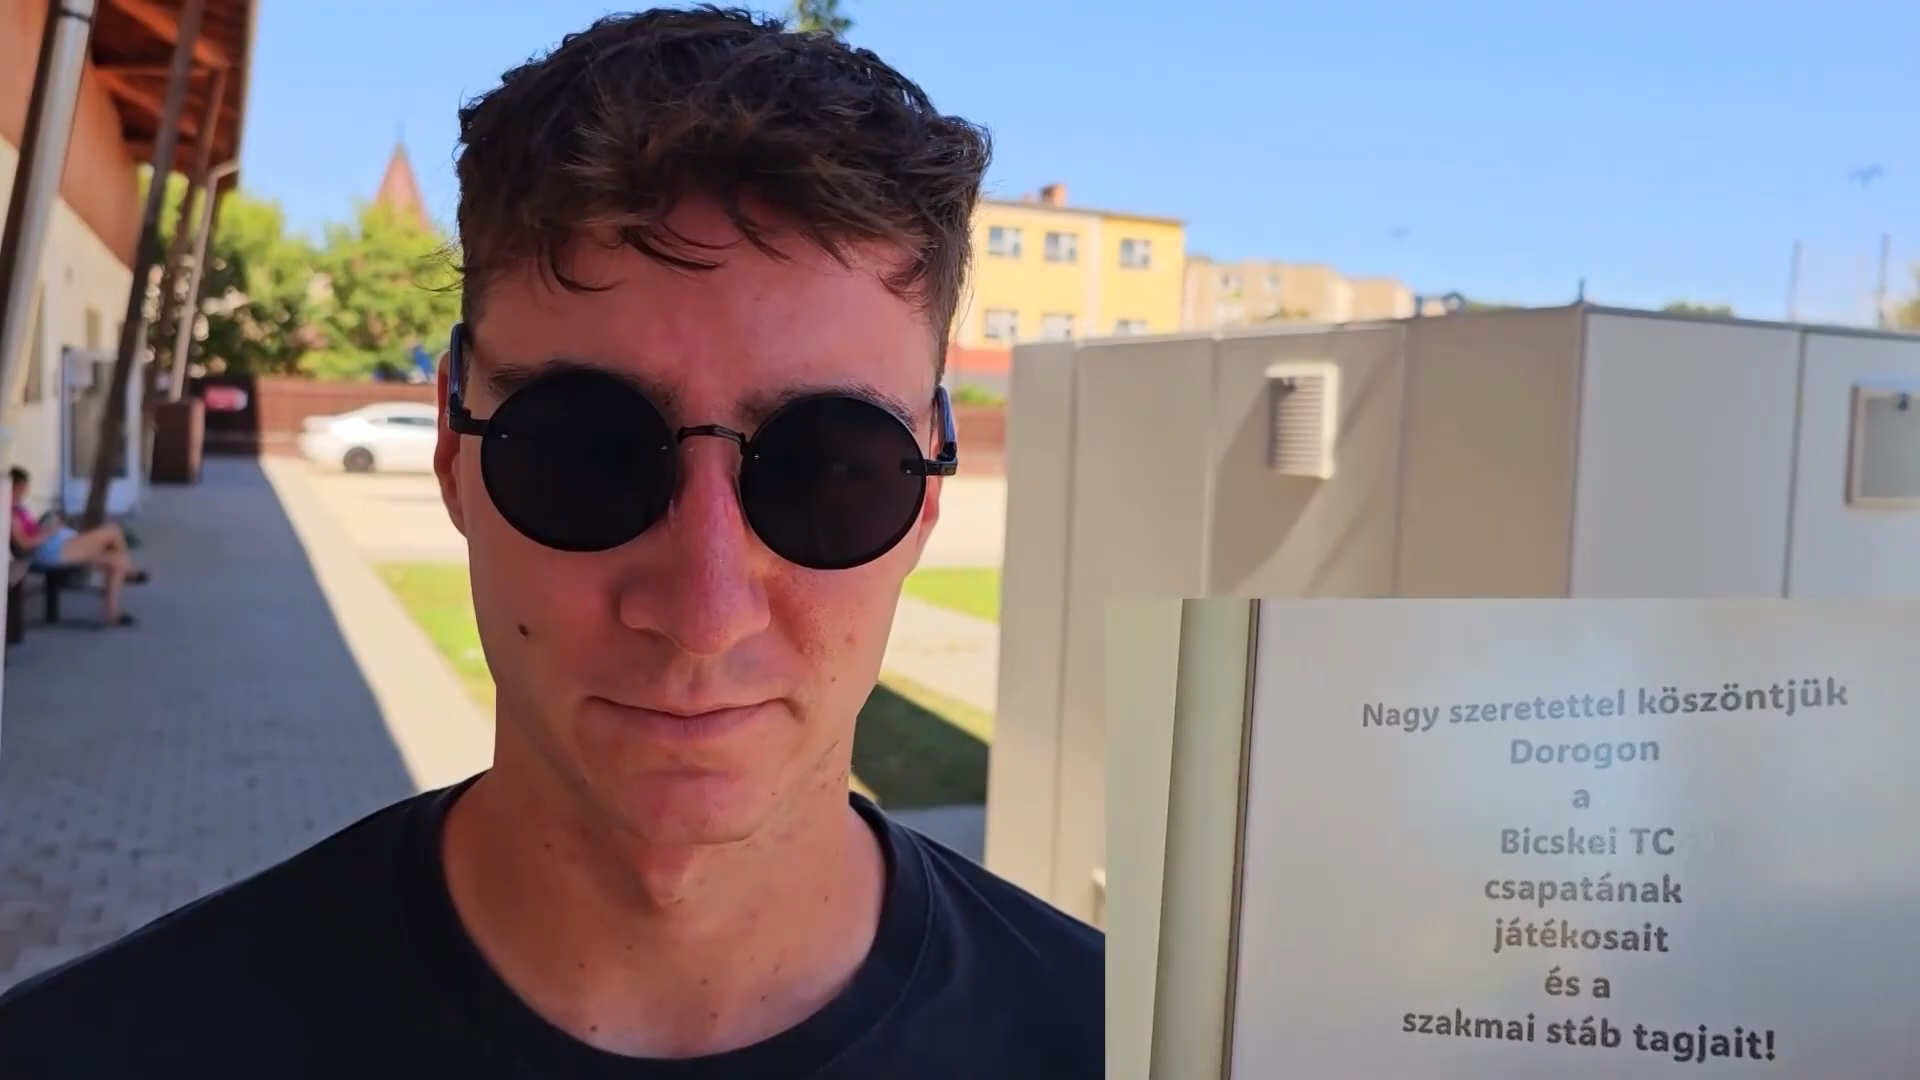 Nagy szeretettel köszöntjük
Dorogon
a
Bicskei TC
csapatának
játékosait
és a
szakmai stáb tagjait!